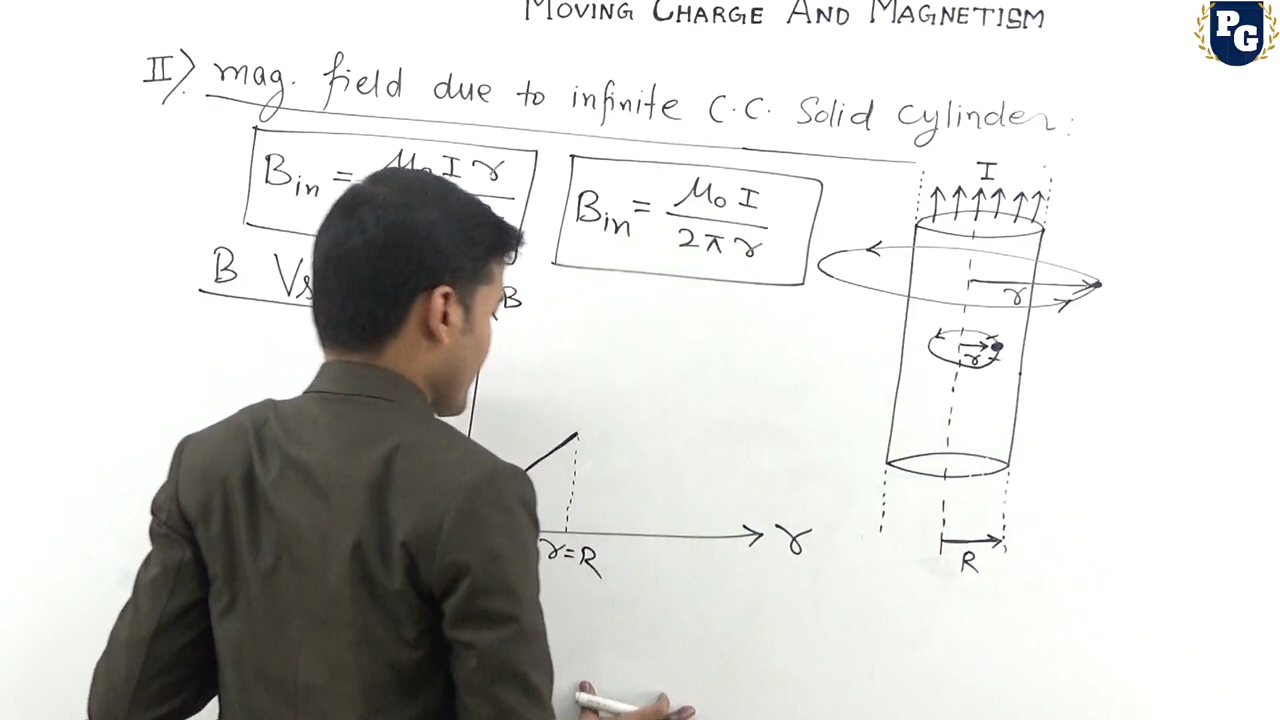 MOVING CHARGE AND MAGNETISM
PG
II) mag. field due to infinite C.C. Solid cylinder:
Bin = μ₀ I r
Bin = μ₀ I / 2π r
B Vs
B
r = R
r
I
r
r
R